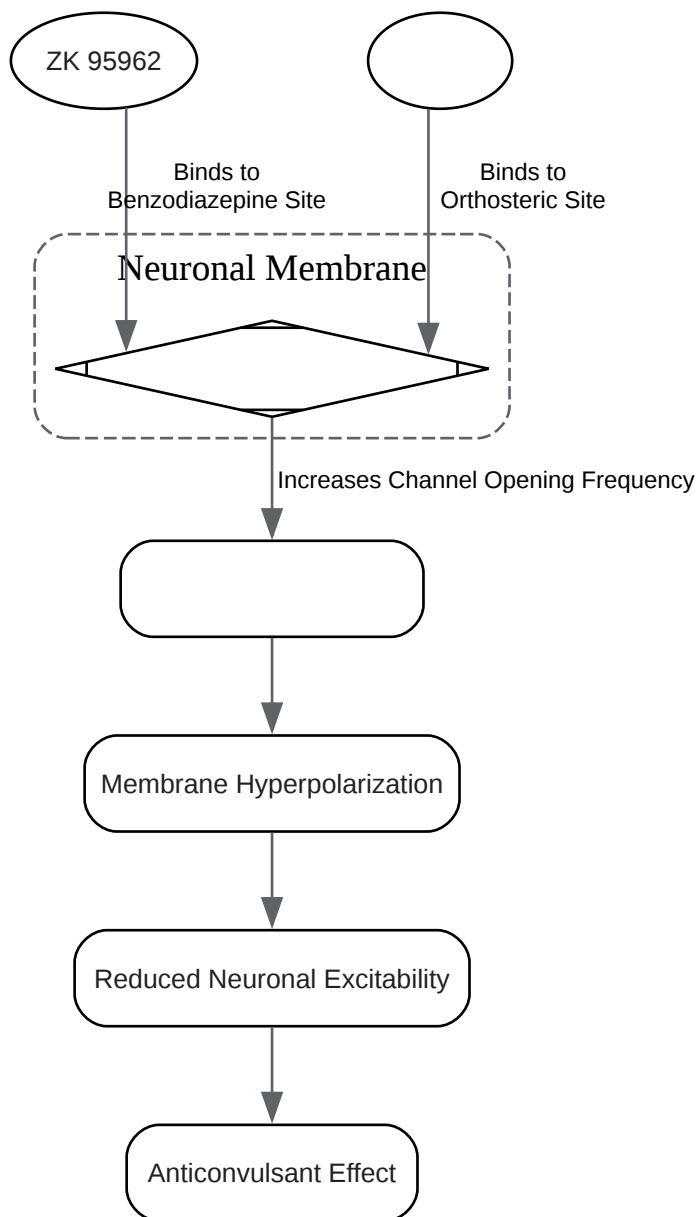 ZK 95962
Binds to
Benzodiazepine Site
Binds to
Orthosteric Site
Neuronal Membrane
Increases Channel Opening Frequency
Membrane Hyperpolarization
Reduced Neuronal Excitability
Anticonvulsant Effect